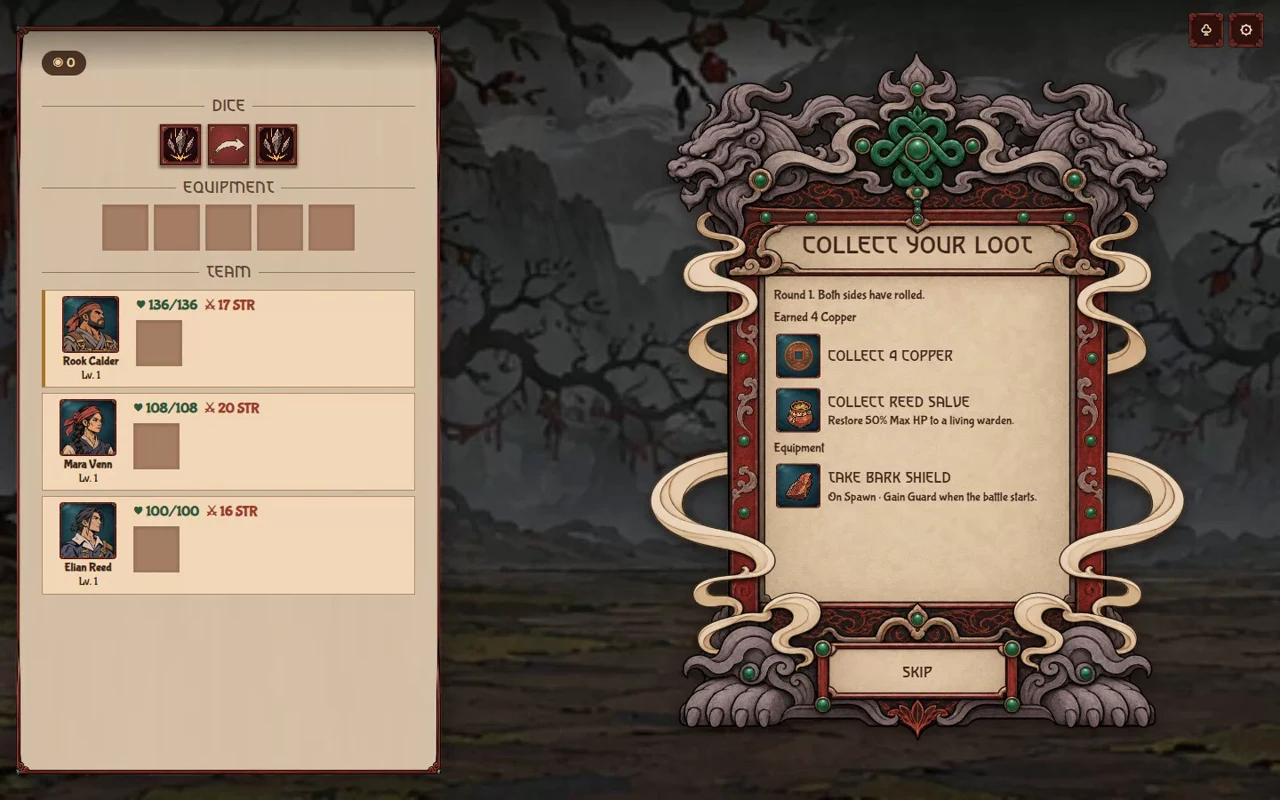 0
DICE
EQUIPMENT
TEAM
136/136 17 STR
Rook Calder
Lv. 1
108/108 20 STR
Mara Venn
Lv. 1
100/100 16 STR
Elian Reed
Lv. 1
COLLECT YOUR LOOT
Round 1. Both sides have rolled.
Earned 4 Copper
COLLECT 4 COPPER
COLLECT REED SALVE
Restore 50% Max HP to a living warden.
Equipment
TAKE BARK SHIELD
On Spawn · Gain Guard when the battle starts.
SKIP